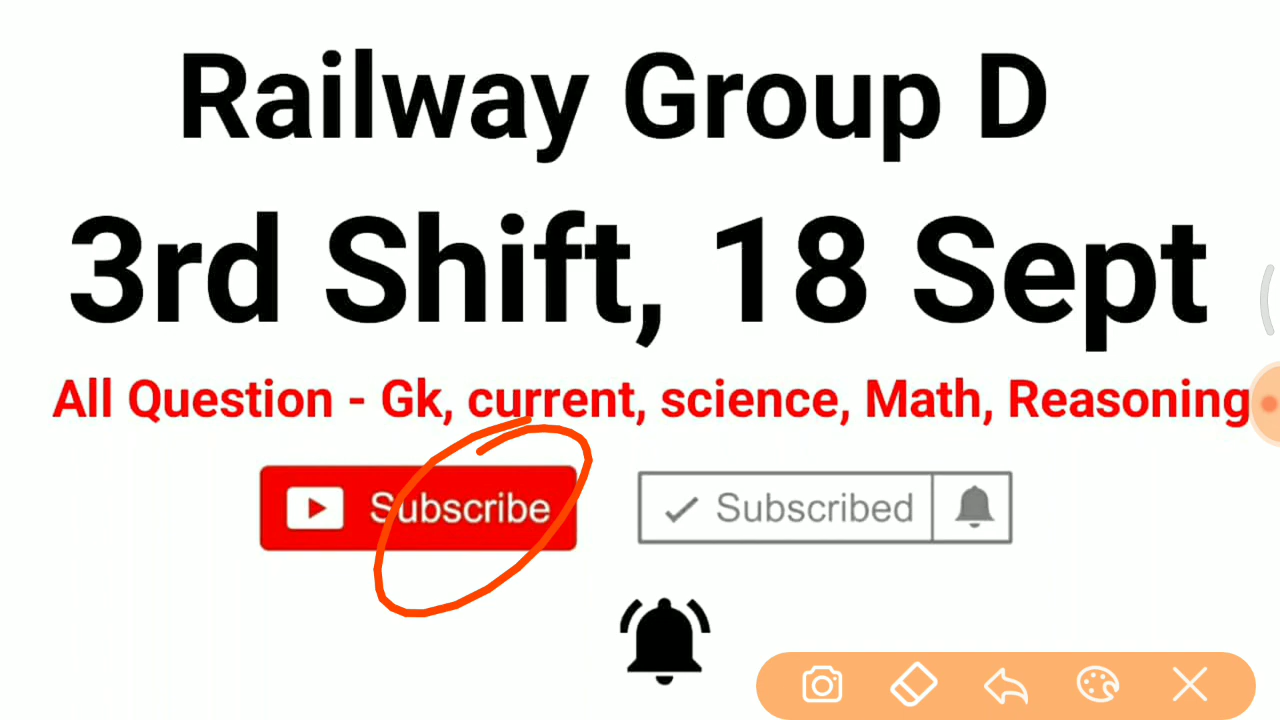 Railway Group D
3rd Shift, 18 Sept
All Question - Gk, current, science, Math, Reasoning
Subscribe
Subscribed